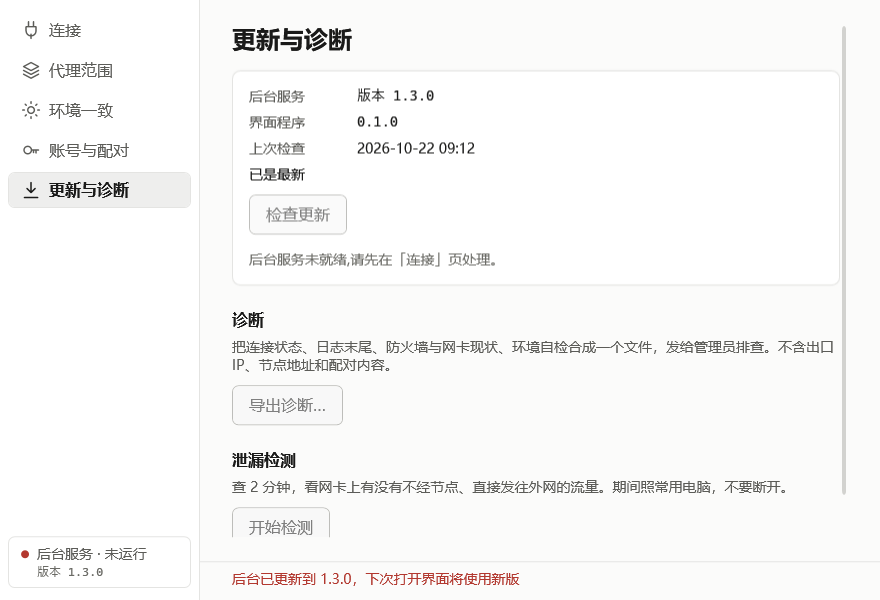 连接
代理范围
环境一致
账号与配对
更新与诊断
后台服务 · 未运行
版本 1.3.0
更新与诊断
后台服务 版本 1.3.0
界面程序 0.1.0
上次检查 2026-10-22 09:12
已是最新
检查更新
后台服务未就绪,请先在「连接」页处理。
诊断
把连接状态、日志末尾、防火墙与网卡现状、环境自检合成一个文件，发给管理员排查。不含出口
IP、节点地址和配对内容。
导出诊断...
泄漏检测
查 2 分钟，看网卡上有没有不经节点、直接发往外网的流量。期间照常用电脑，不要断开。
开始检测
后台已更新到 1.3.0，下次打开界面将使用新版